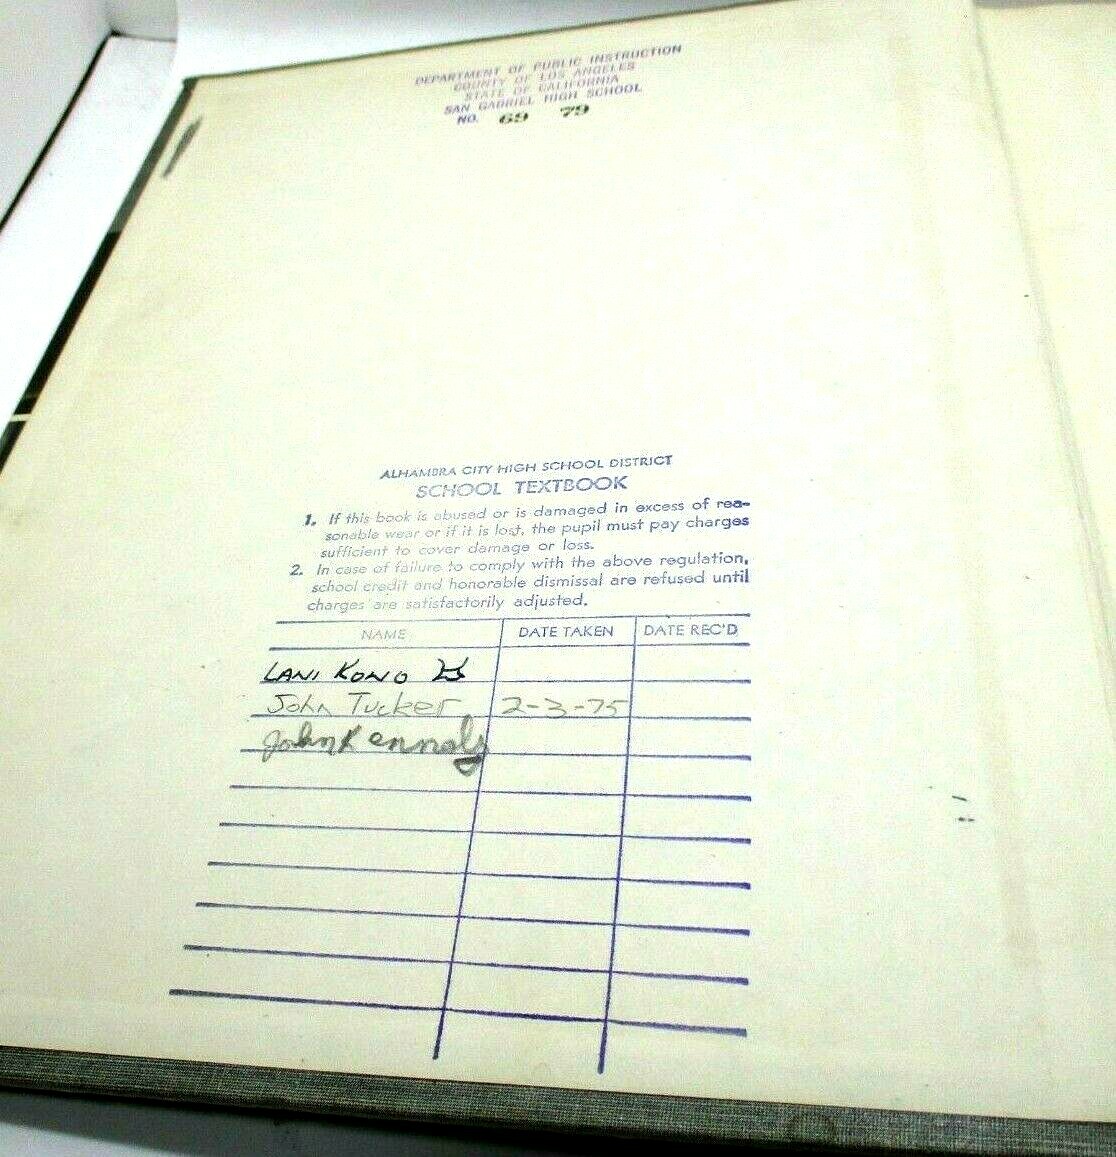 DEPARTMENT OF PUBLIC INSTRUCTION
COUNTY OF LOS ANGELES
STATE OF CALIFORNIA
SAN GABRIEL HIGH SCHOOL
NO. 69 79
ALHAMBRA CITY HIGH SCHOOL DISTRICT
SCHOOL TEXTBOOK
1. If this book is abused or is damaged in excess of rea-
sonable wear or if it is lost, the pupil must pay charges
sufficient to cover damage or loss.
2. In case of failure to comply with the above regulation,
school credit and honorable dismissal are refused until
charges are satisfactorily adjusted.
NAME DATE TAKEN DATE REC'D
LANI KONO
John Tucker 2-3-75
John